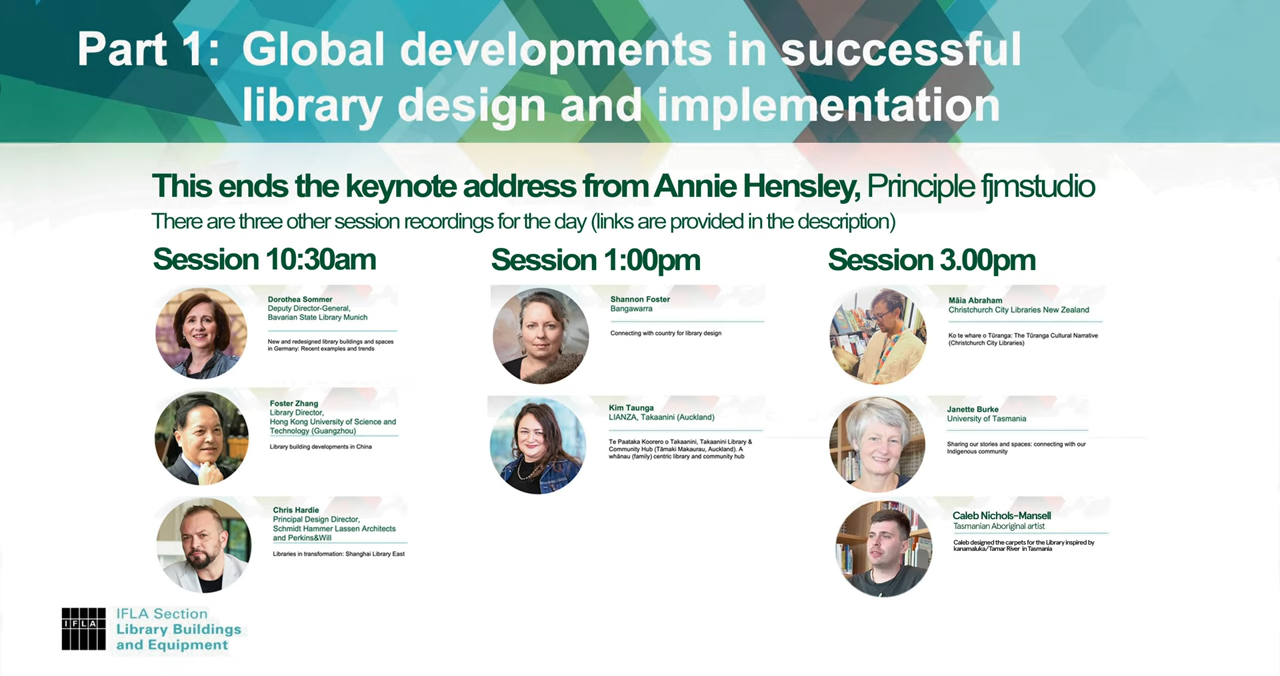 Part 1: Global developments in successful
library design and implementation
This ends the keynote address from Annie Hensley, Principle fjmstudio
There are three other session recordings for the day (links are provided in the description)
Session 10:30am
Dorothea Sommer
Deputy Director-General,
Bavarian State Library Munich
New and redesigned library buildings and spaces
in Germany: Recent examples and trends
Foster Zhang
Library Director,
Hong Kong University of Science and
Technology (Guangzhou)
Library building developments in China
Chris Hardie
Principal Design Director,
Schmidt Hammer Lassen Architects
and Perkins&Will
Libraries in transformation: Shanghai Library East
Session 1:00pm
Shannon Foster
Bangawarra
Connecting with country for library design
Kim Taunga
LIANZA, Takaanini (Auckland)
Te Paataka Koorero o Takaanini, Takaanini Library &
Community Hub (Tāmaki Makaurau, Auckland). A
whānau (family) centric library and community hub
Session 3.00pm
Māia Abraham
Christchurch City Libraries New Zealand
Ko te whare o Tūranga: The Tūranga Cultural Narrative
(Christchurch City Libraries)
Janette Burke
University of Tasmania
Sharing our stories and spaces: connecting with our
Indigenous community
Caleb Nichols-Mansell
Tasmanian Aboriginal artist
Caleb designed the carpets for the Library inspired by
kanamaluka/Tamar River in Tasmania
IFLA
IFLA Section
Library Buildings
and Equipment